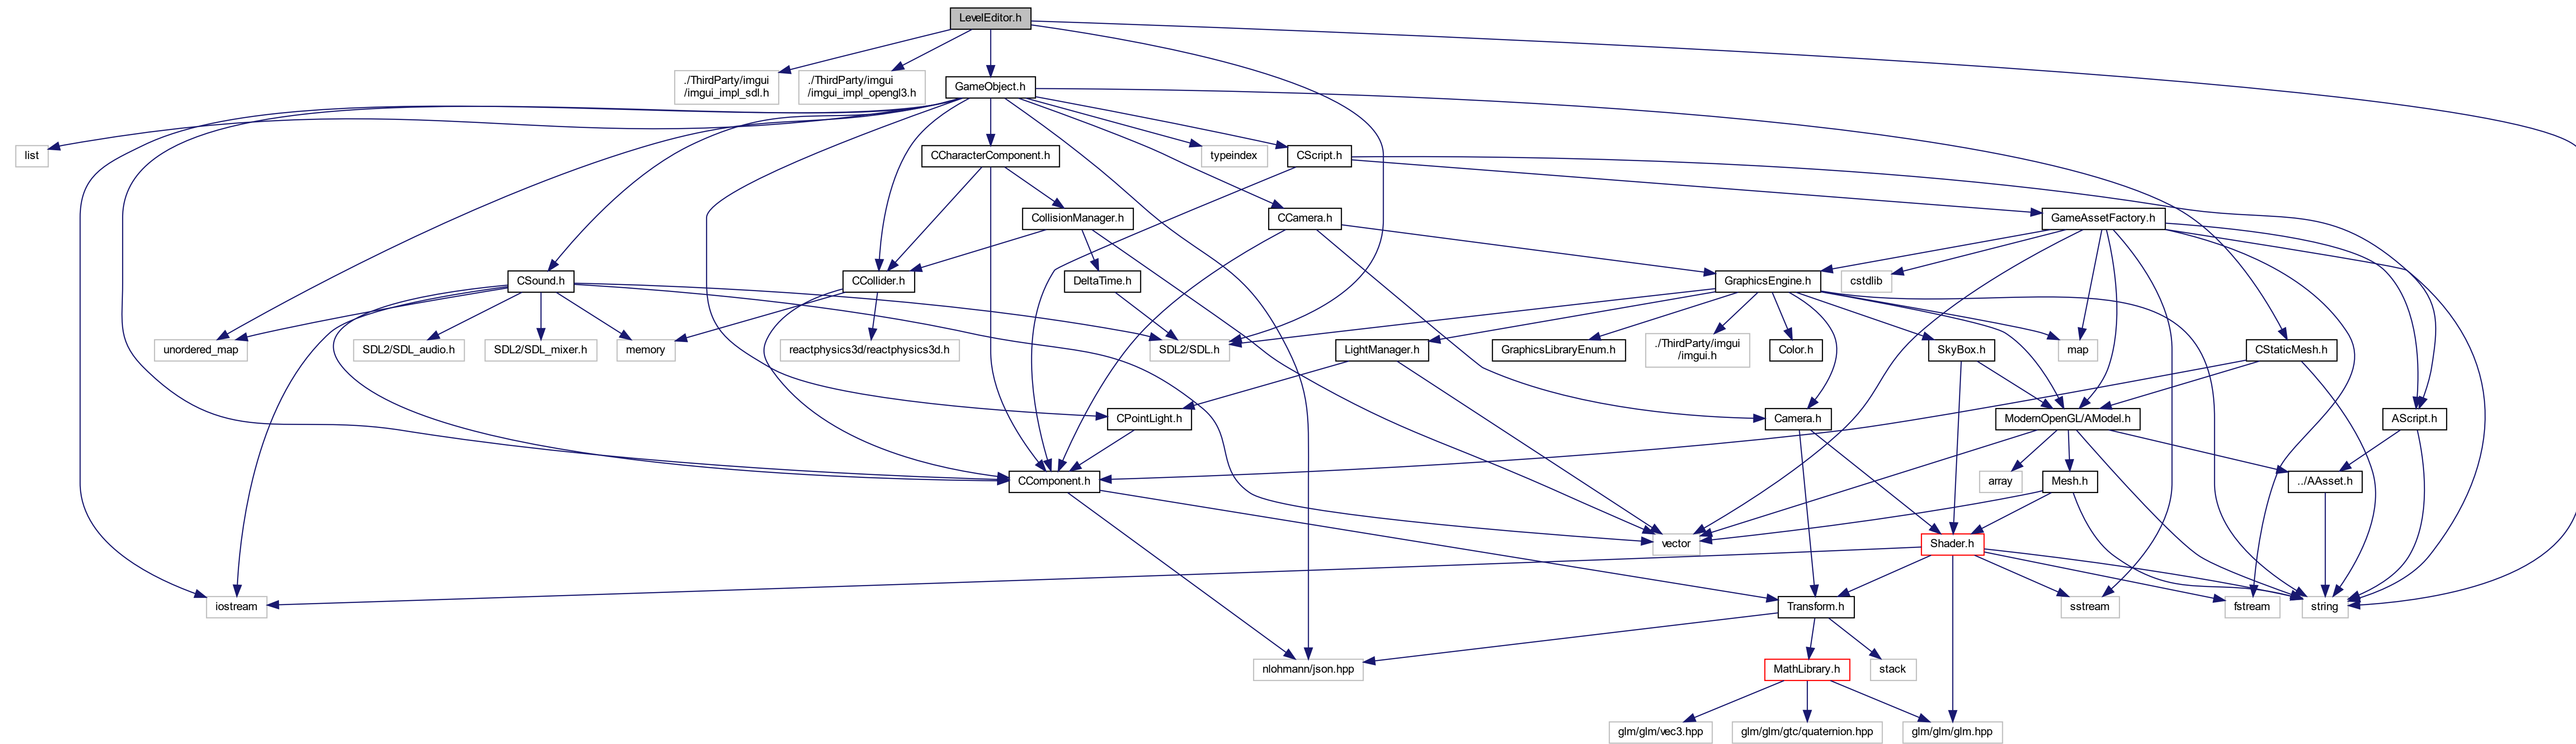 LevelEditor.h
./ThirdParty/imgui
/imgui_impl_sdl.h
./ThirdParty/imgui
/imgui_impl_opengl3.h
GameObject.h
list
CCharacterComponent.h
typeindex
CScript.h
CollisionManager.h
CCamera.h
GameAssetFactory.h
CSound.h
CCollider.h
DeltaTime.h
GraphicsEngine.h
cstdlib
unordered_map
SDL2/SDL_audio.h
SDL2/SDL_mixer.h
memory
reactphysics3d/reactphysics3d.h
SDL2/SDL.h
LightManager.h
GraphicsLibraryEnum.h
./ThirdParty/imgui
/imgui.h
Color.h
SkyBox.h
map
CStaticMesh.h
CPointLight.h
Camera.h
ModernOpenGL/AModel.h
AScript.h
CComponent.h
array
Mesh.h
../AAsset.h
vector
Shader.h
iostream
Transform.h
sstream
fstream
string
nlohmann/json.hpp
MathLibrary.h
stack
glm/glm/vec3.hpp
glm/glm/gtc/quaternion.hpp
glm/glm/glm.hpp